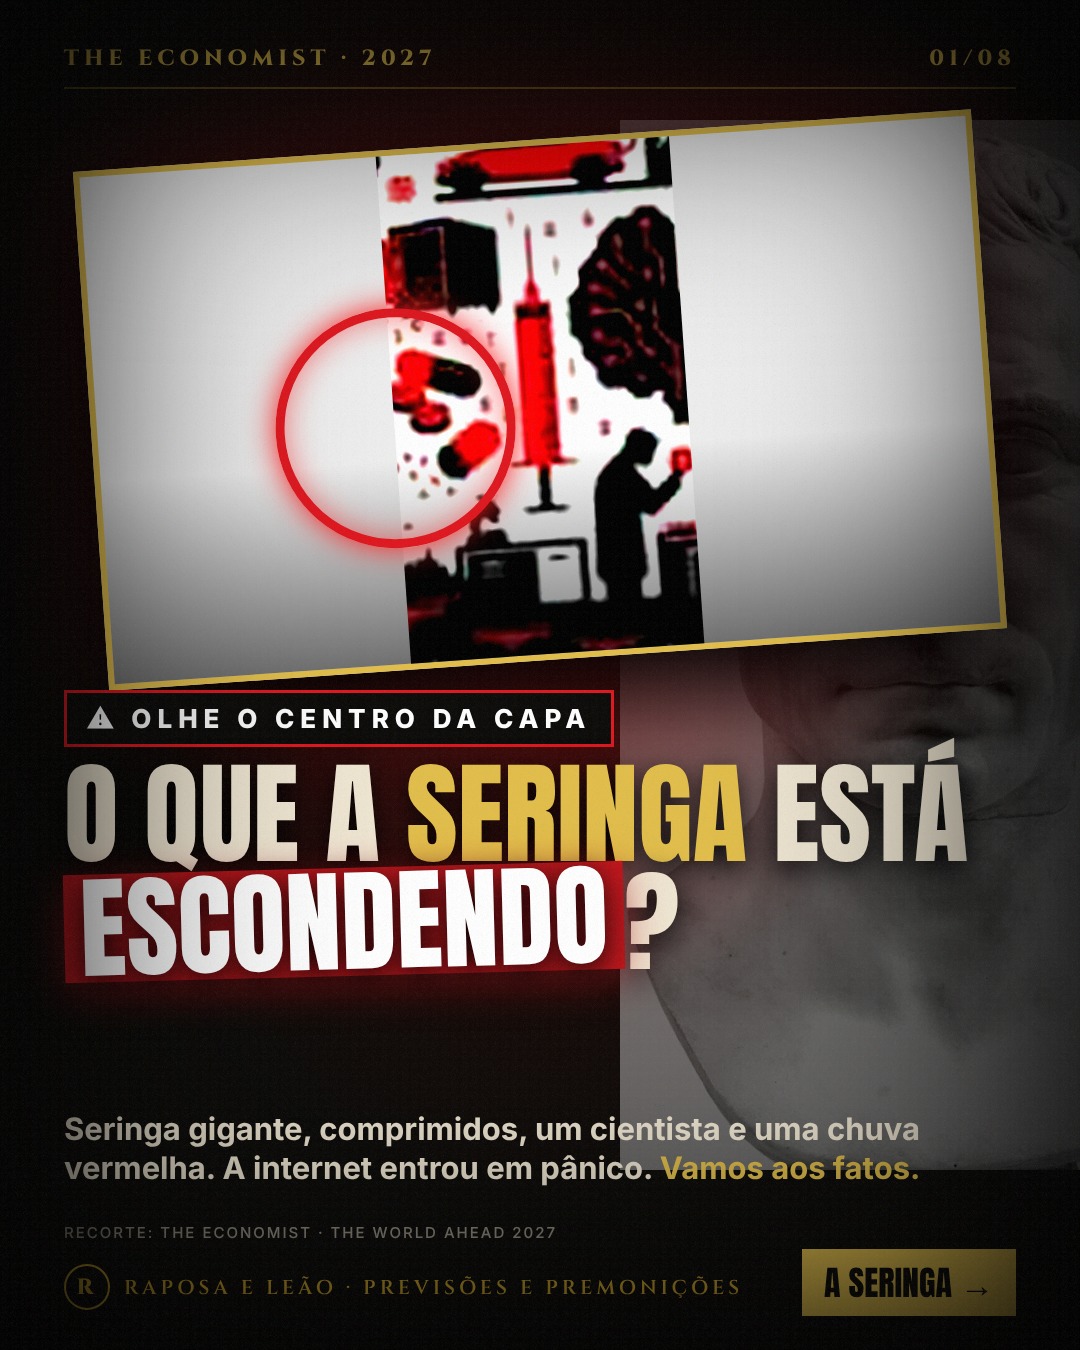 THE ECONOMIST · 2027
01/08
⚠ OLHE O CENTRO DA CAPA
O QUE A SERINGA ESTÁ
ESCONDENDO?
Seringa gigante, comprimidos, um cientista e uma chuva
vermelha. A internet entrou em pânico. Vamos aos fatos.
RECORTE: THE ECONOMIST · THE WORLD AHEAD 2027
R RAPOSA E LEÃO · PREVISÕES E PREMONIÇÕES
A SERINGA →